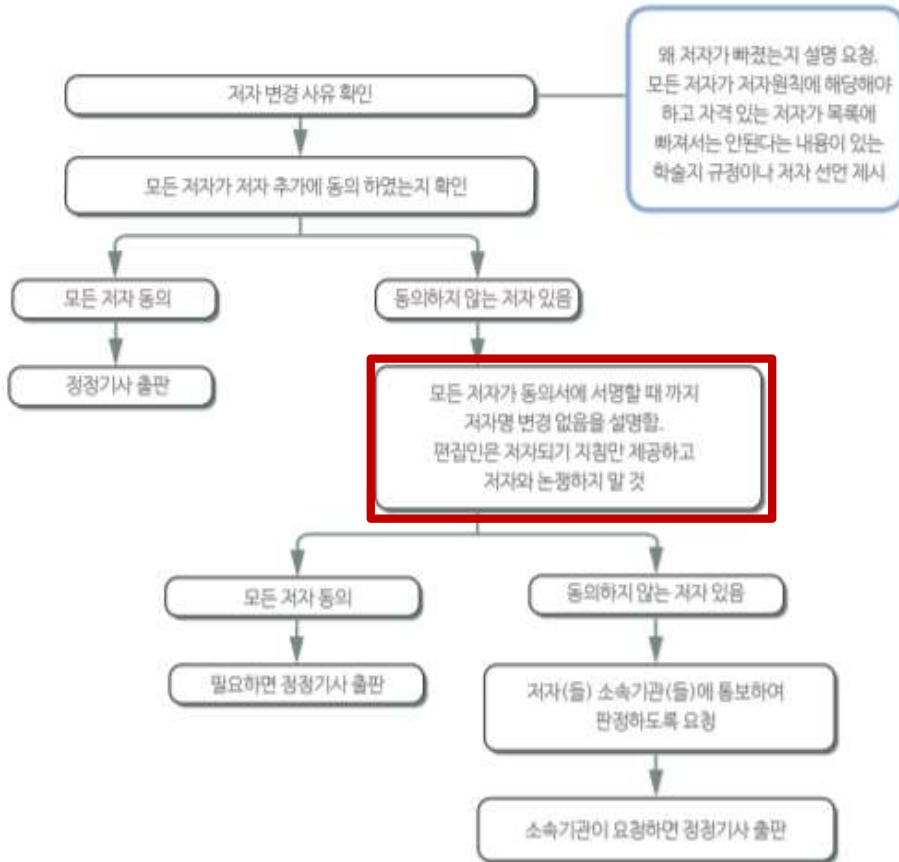 왜 저자가 빠졌는지 설명 요청.
모든 저자가 저자원칙에 해당해야
하고 자격 있는 저자가 목록에
빠져서는 안된다는 내용이 있는
학술지 규정이나 저자 선언 제시
저자 변경 사유 확인
모든 저자가 저자 추가에 동의 하였는지 확인
모든 저자 동의
동의하지 않는 저자 있음
정정기사 출판
모든 저자가 동의서에 서명할 때 까지
저자명 변경 없음을 설명함.
편집인은 저자되기 지침만 제공하고
저자와 논쟁하지 말 것
모든 저자 동의
동의하지 않는 저자 있음
필요하면 정정기사 출판
저자(들) 소속기관(들)에 통보하여
판정하도록 요청
소속기관이 요청하면 정정기사 출판